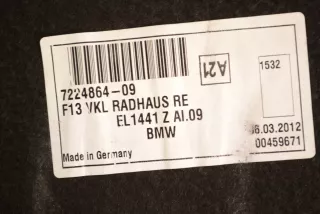 A21
1532
7224864-09
F13 VKL RADHAUS RE
EL1441 Z AI.09
BMW
06.03.2012
00459671
Made in Germany